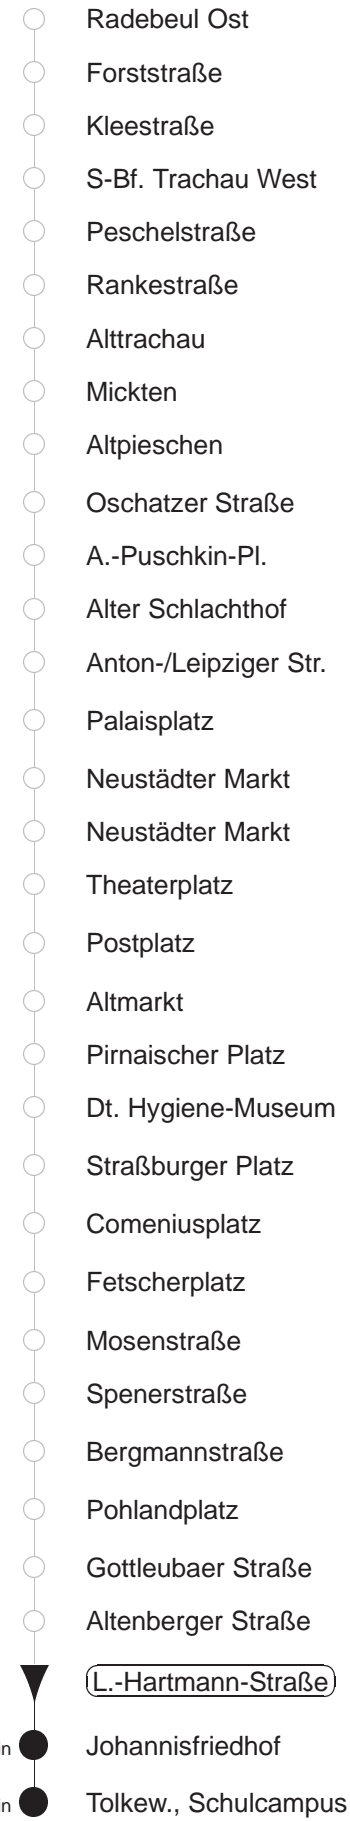 Radebeul Ost
Forststraße
Kleestraße
S-Bf. Trachau West
Peschelstraße
Rankestraße
Alttrachau
Mickten
Altpieschen
Oschatzer Straße
A.-Puschkin-Pl.
Alter Schlachthof
Anton-/Leipziger Str.
Palaisplatz
Neustädter Markt
Neustädter Markt
Theaterplatz
Postplatz
Altmarkt
Pirnaischer Platz
Dt. Hygiene-Museum
Straßburger Platz
Comeniusplatz
Fetscherplatz
Mosenstraße
Spenerstraße
Bergmannstraße
Pohlandplatz
Gottleubaer Straße
Altenberger Straße
L.-Hartmann-Straße
Johannisfriedhof
Tolkew., Schulcampus